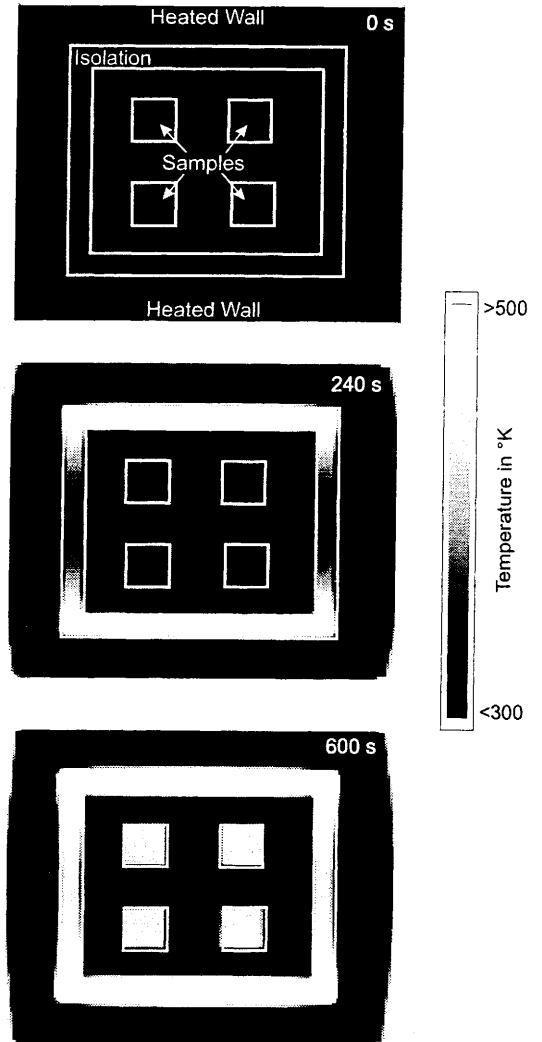 Heated Wall
0 s
Isolation
Samples
Heated Wall
240 s
600 s
>500
Temperature in °K
<300